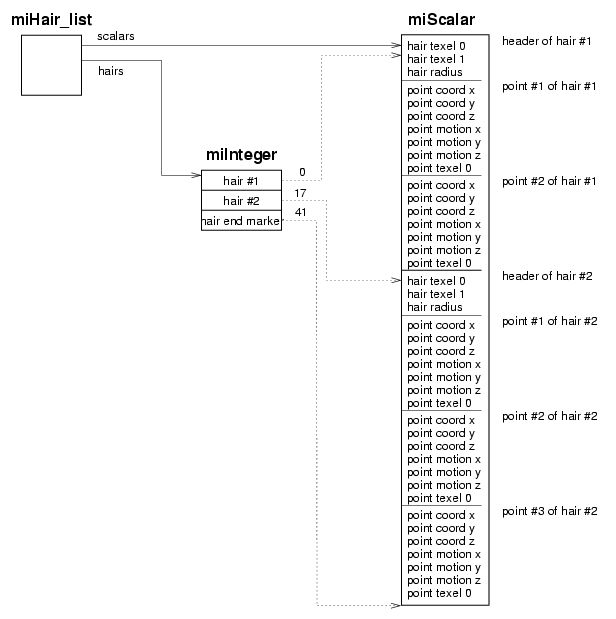 miHair_list
scalars
hairs
miInteger
hair #1
hair #2
hair end marke
0
17
41
miScalar
hair texel 0
hair texel 1
hair radius
header of hair #1
point coord x
point coord y
point coord z
point motion x
point motion y
point motion z
point texel 0
point #1 of hair #1
point coord x
point coord y
point coord z
point motion x
point motion y
point motion z
point texel 0
point #2 of hair #1
hair texel 0
hair texel 1
hair radius
header of hair #2
point coord x
point coord y
point coord z
point motion x
point motion y
point motion z
point texel 0
point #1 of hair #2
point coord x
point coord y
point coord z
point motion x
point motion y
point motion z
point texel 0
point #2 of hair #2
point coord x
point coord y
point coord z
point motion x
point motion y
point motion z
point texel 0
point #3 of hair #2